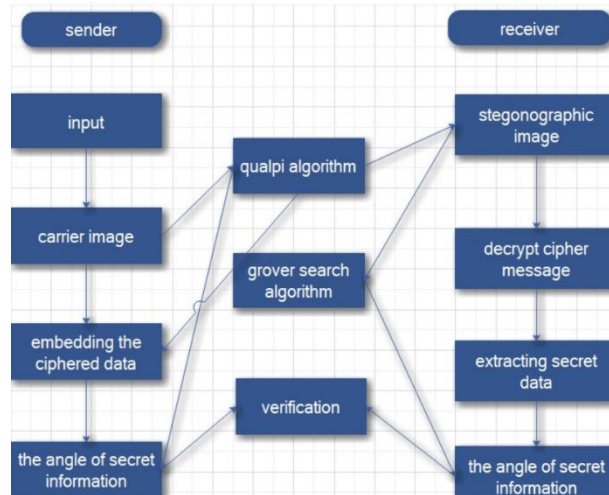 sender
receiver
input
stegonographic
image
qualpi algorithm
carrier image
decrypt cipher
message
grover search
algorithm
embedding the
ciphered data
extracting secret
data
verification
the angle of secret
information
the angle of secret
information